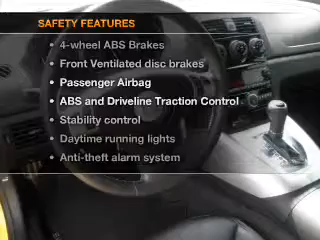 SAFETY FEATURES
• 4-wheel ABS Brakes
• Front Ventilated disc brakes
• Passenger Airbag
• ABS and Driveline Traction Control
• Stability control
• Daytime running lights
• Anti-theft alarm system